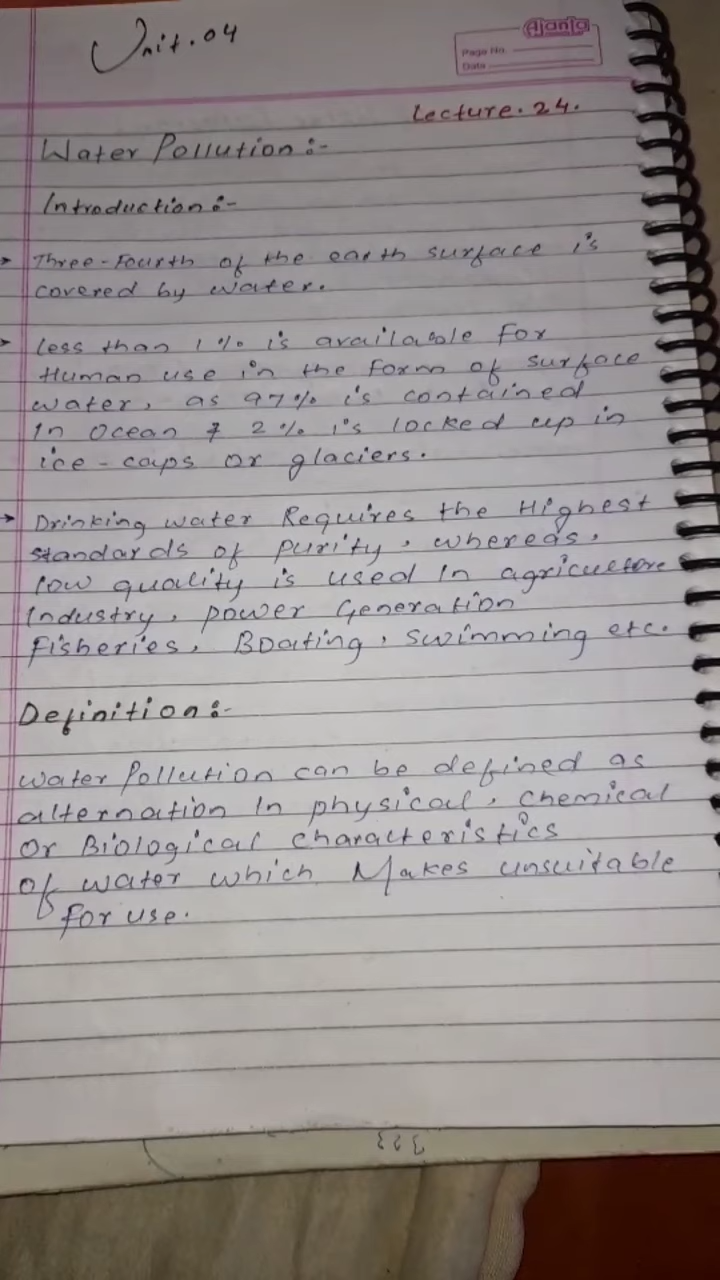 Unit. 04
Ajanta
Page No.
Date
Lecture. 24.
Water Pollution :-
Introduction :-
→ Three-Fourth of the earth surface is
covered by water.
→ Less than 1% is available For
Human use in the form of surface
water, as 97% is contained
In Ocean & 2% is locked up in
ice-caps or glaciers.
→ Drinking water Requires the Highest
standards of purity, whereas,
low quality is used In agriculture
Industry, power Generation
Fisheries, Boating, swimming etc.
Definition :-
Water Pollution can be defined as
alternation In physical, chemical
Or Biological characteristics
Of water which Makes unsuitable
for use.
323